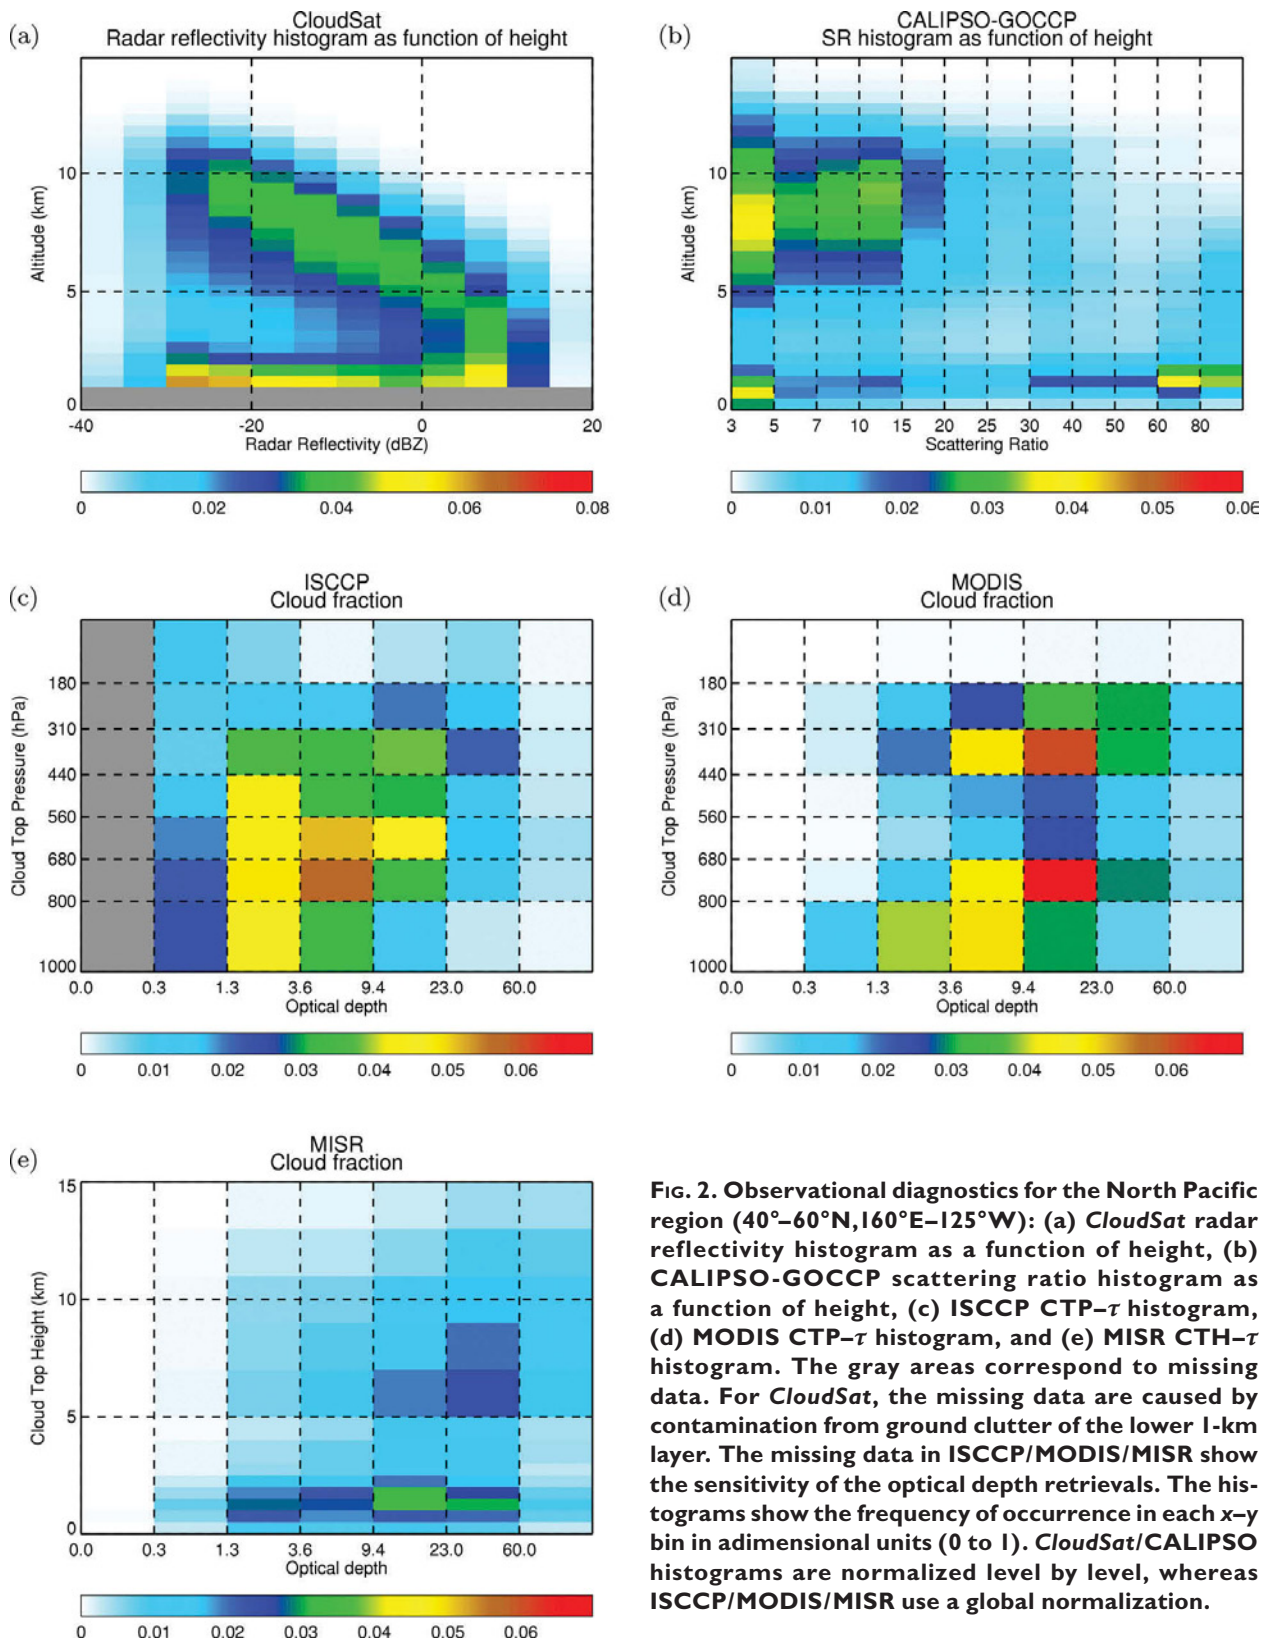 (a)
CloudSat
Radar reflectivity histogram as function of height
Altitude (km)
10
5
0
-40
-20
0
20
Radar Reflectivity (dBZ)
0
0.02
0.04
0.06
0.08
(b)
CALIPSO-GOCCP
SR histogram as function of height
Altitude (km)
10
5
0
3
5
7
10
15
20
25
30
40
50
60
80
Scattering Ratio
0
0.01
0.02
0.03
0.04
0.05
0.06
(c)
ISCCP
Cloud fraction
Cloud Top Pressure (hPa)
180
310
440
560
680
800
1000
0.0
0.3
1.3
3.6
9.4
23.0
60.0
Optical depth
0
0.01
0.02
0.03
0.04
0.05
0.06
(d)
MODIS
Cloud fraction
Cloud Top Pressure (hPa)
180
310
440
560
680
800
1000
0.0
0.3
1.3
3.6
9.4
23.0
60.0
Optical depth
0
0.01
0.02
0.03
0.04
0.05
0.06
(e)
MISR
Cloud fraction
Cloud Top Height (km)
15
10
5
0
0.0
0.3
1.3
3.6
9.4
23.0
60.0
Optical depth
0
0.01
0.02
0.03
0.04
0.05
0.06
FIG. 2. Observational diagnostics for the North Pacific
region (40°–60°N,160°E–125°W): (a) CloudSat radar
reflectivity histogram as a function of height, (b)
CALIPSO-GOCCP scattering ratio histogram as
a function of height, (c) ISCCP CTP–τ histogram,
(d) MODIS CTP–τ histogram, and (e) MISR CTH–τ
histogram. The gray areas correspond to missing
data. For CloudSat, the missing data are caused by
contamination from ground clutter of the lower 1-km
layer. The missing data in ISCCP/MODIS/MISR show
the sensitivity of the optical depth retrievals. The his-
tograms show the frequency of occurrence in each x–y
bin in adimensional units (0 to 1). CloudSat/CALIPSO
histograms are normalized level by level, whereas
ISCCP/MODIS/MISR use a global normalization.